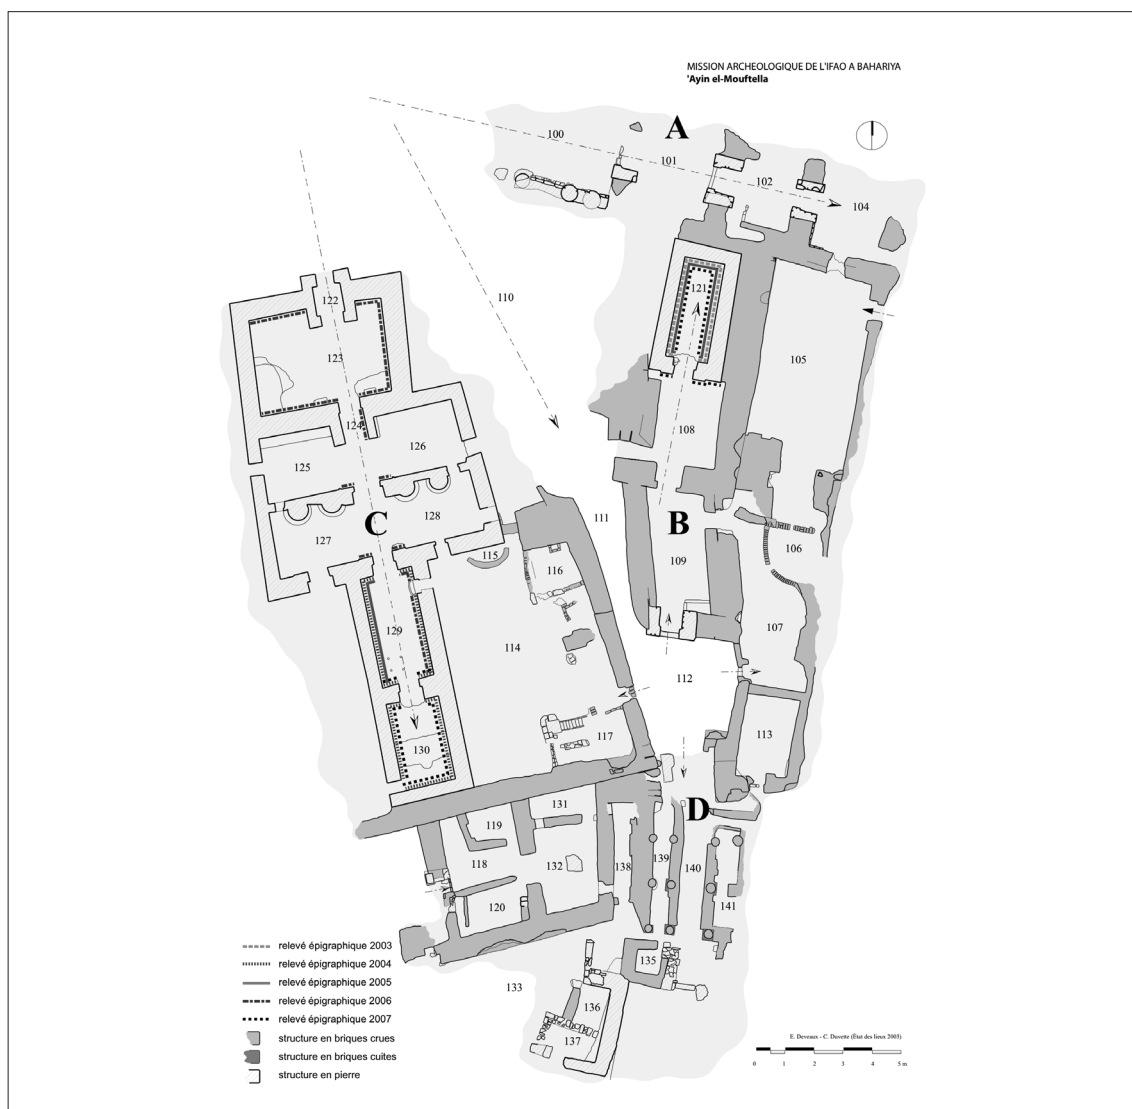 MISSION ARCHEOLOGIQUE DE L'IFAO A BAHARIYA
'Ayin el-Mouftella
A
100
101
102
104
122
121
110
123
105
124
108
126
125
C
128
111
B
127
115
116
109
106
129
107
114
112
130
117
113
131
D
119
118
132
138
139
140
120
141
135
133
136
137
relevé épigraphique 2003
relevé épigraphique 2004
relevé épigraphique 2005
relevé épigraphique 2006
relevé épigraphique 2007
structure en briques crues
structure en briques cuites
structure en pierre
E. Deveaux - C. Duvette (État des lieux 2003)
0 1 2 3 4 5 m